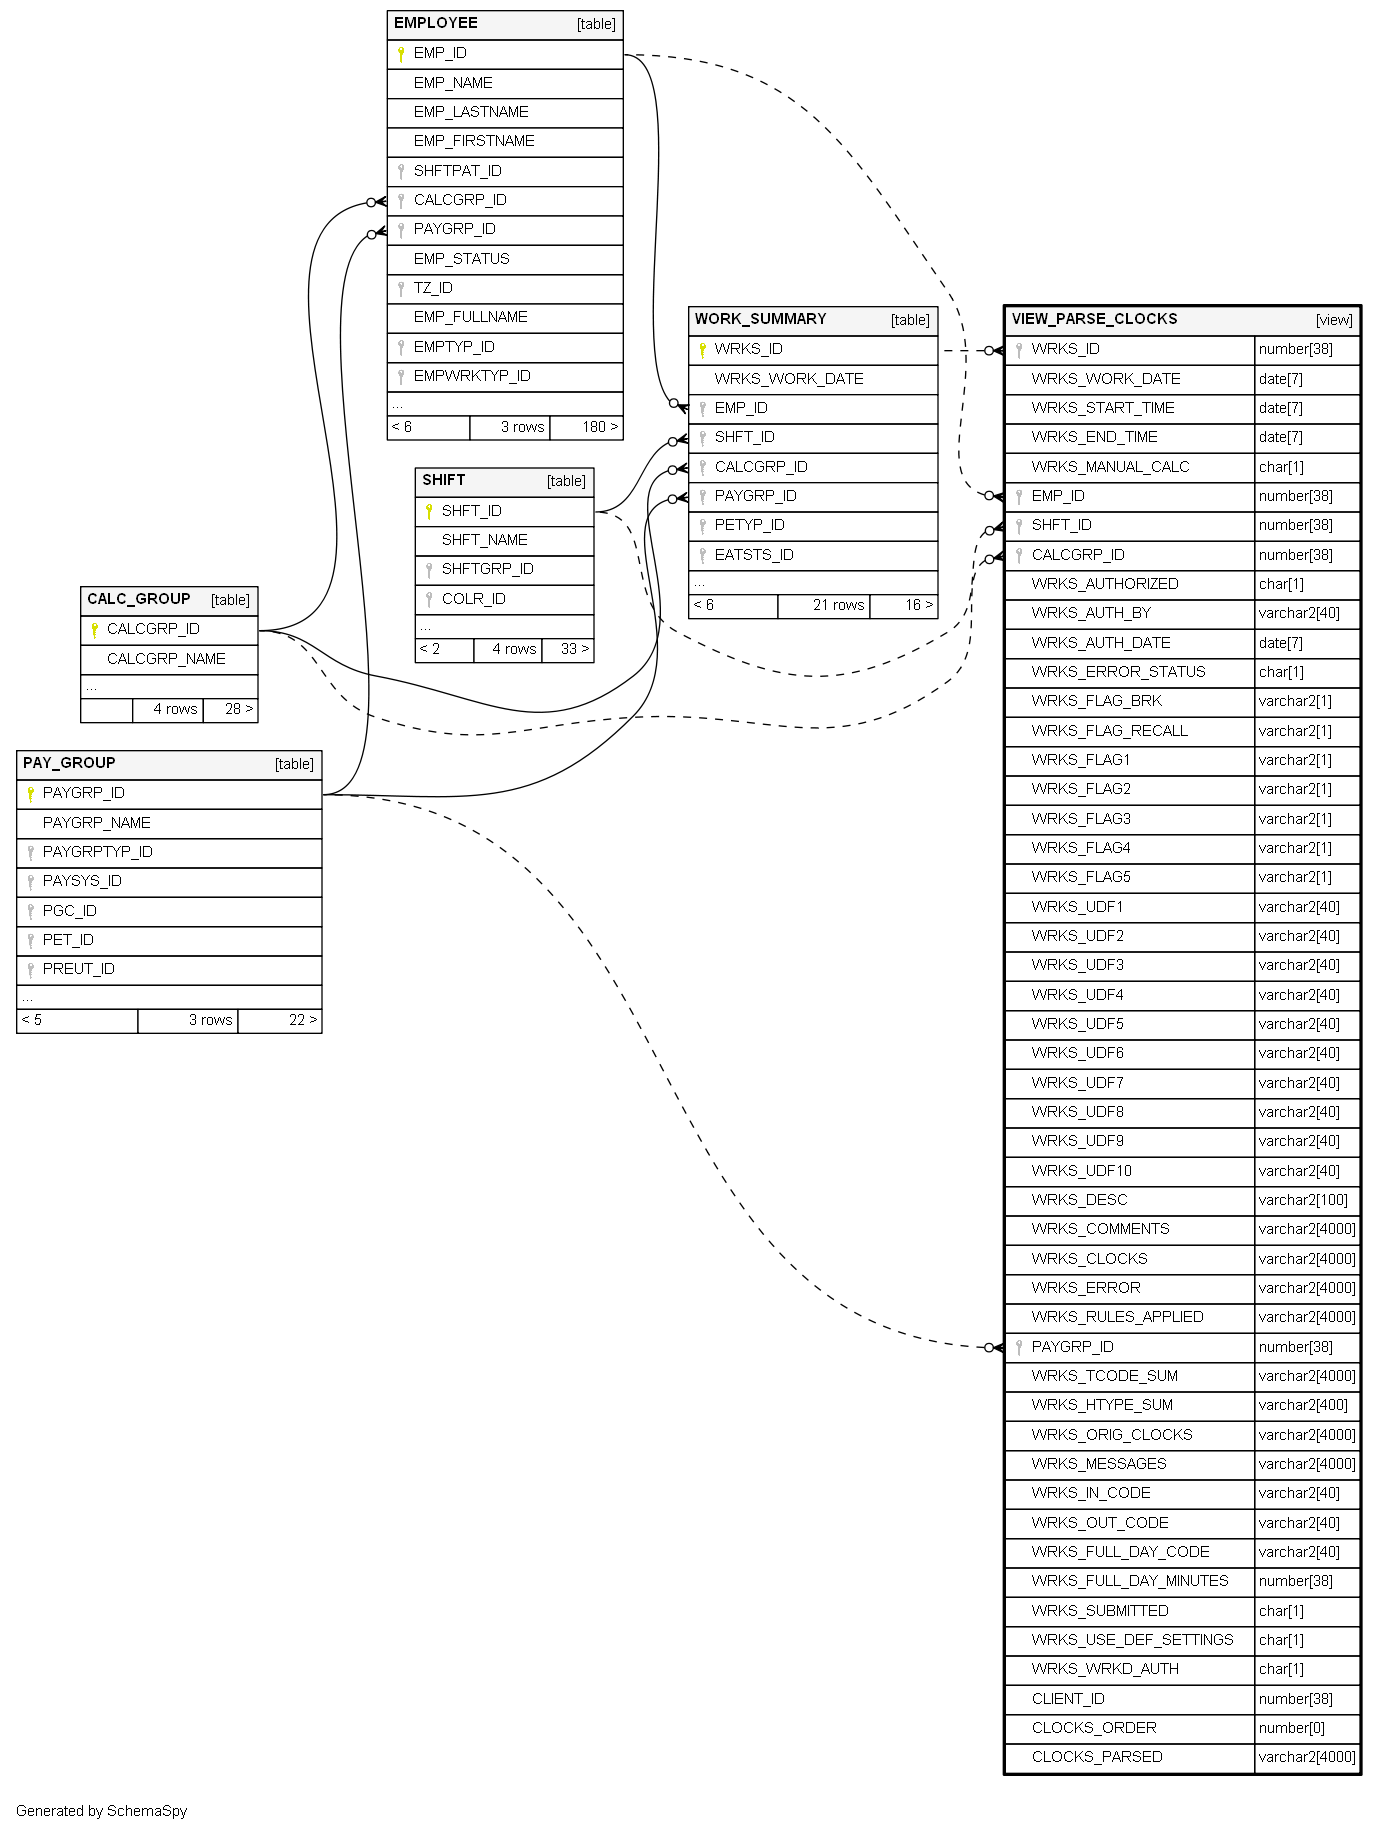 EMPLOYEE [table]
EMP_ID
EMP_NAME
EMP_LASTNAME
EMP_FIRSTNAME
SHFTPAT_ID
CALCGRP_ID
PAYGRP_ID
EMP_STATUS
TZ_ID
EMP_FULLNAME
EMPTYP_ID
EMPWRKTYP_ID
...
< 6 3 rows 180 >
SHIFT [table]
SHFT_ID
SHFT_NAME
SHFTGRP_ID
COLR_ID
...
< 2 4 rows 33 >
CALC_GROUP [table]
CALCGRP_ID
CALCGRP_NAME
...
4 rows 28 >
PAY_GROUP [table]
PAYGRP_ID
PAYGRP_NAME
PAYGRPTYP_ID
PAYSYS_ID
PGC_ID
PET_ID
PREUT_ID
...
< 5 3 rows 22 >
WORK_SUMMARY [table]
WRKS_ID
WRKS_WORK_DATE
EMP_ID
SHFT_ID
CALCGRP_ID
PAYGRP_ID
PETYP_ID
EATSTS_ID
...
< 6 21 rows 16 >
VIEW_PARSE_CLOCKS [view]
WRKS_ID number[38]
WRKS_WORK_DATE date[7]
WRKS_START_TIME date[7]
WRKS_END_TIME date[7]
WRKS_MANUAL_CALC char[1]
EMP_ID number[38]
SHFT_ID number[38]
CALCGRP_ID number[38]
WRKS_AUTHORIZED char[1]
WRKS_AUTH_BY varchar2[40]
WRKS_AUTH_DATE date[7]
WRKS_ERROR_STATUS char[1]
WRKS_FLAG_BRK varchar2[1]
WRKS_FLAG_RECALL varchar2[1]
WRKS_FLAG1 varchar2[1]
WRKS_FLAG2 varchar2[1]
WRKS_FLAG3 varchar2[1]
WRKS_FLAG4 varchar2[1]
WRKS_FLAG5 varchar2[1]
WRKS_UDF1 varchar2[40]
WRKS_UDF2 varchar2[40]
WRKS_UDF3 varchar2[40]
WRKS_UDF4 varchar2[40]
WRKS_UDF5 varchar2[40]
WRKS_UDF6 varchar2[40]
WRKS_UDF7 varchar2[40]
WRKS_UDF8 varchar2[40]
WRKS_UDF9 varchar2[40]
WRKS_UDF10 varchar2[40]
WRKS_DESC varchar2[100]
WRKS_COMMENTS varchar2[4000]
WRKS_CLOCKS varchar2[4000]
WRKS_ERROR varchar2[4000]
WRKS_RULES_APPLIED varchar2[4000]
PAYGRP_ID number[38]
WRKS_TCODE_SUM varchar2[4000]
WRKS_HTYPE_SUM varchar2[400]
WRKS_ORIG_CLOCKS varchar2[4000]
WRKS_MESSAGES varchar2[4000]
WRKS_IN_CODE varchar2[40]
WRKS_OUT_CODE varchar2[40]
WRKS_FULL_DAY_CODE varchar2[40]
WRKS_FULL_DAY_MINUTES number[38]
WRKS_SUBMITTED char[1]
WRKS_USE_DEF_SETTINGS char[1]
WRKS_WRKD_AUTH char[1]
CLIENT_ID number[38]
CLOCKS_ORDER number[0]
CLOCKS_PARSED varchar2[4000]
Generated by SchemaSpy